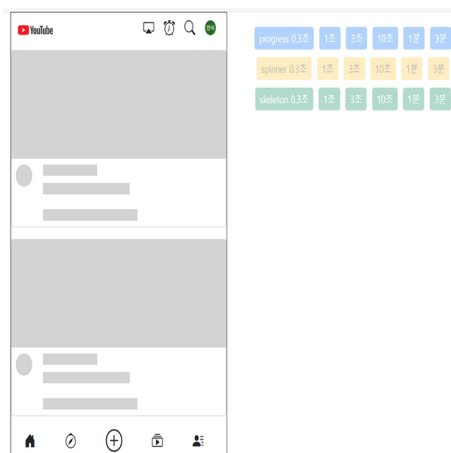 YouTube
progress 0.3초 1초 3초 10초 1분 3분
spinner 0.3초 1초 3초 10초 1분 3분
skeleton 0.3초 1초 3초 10초 1분 3분